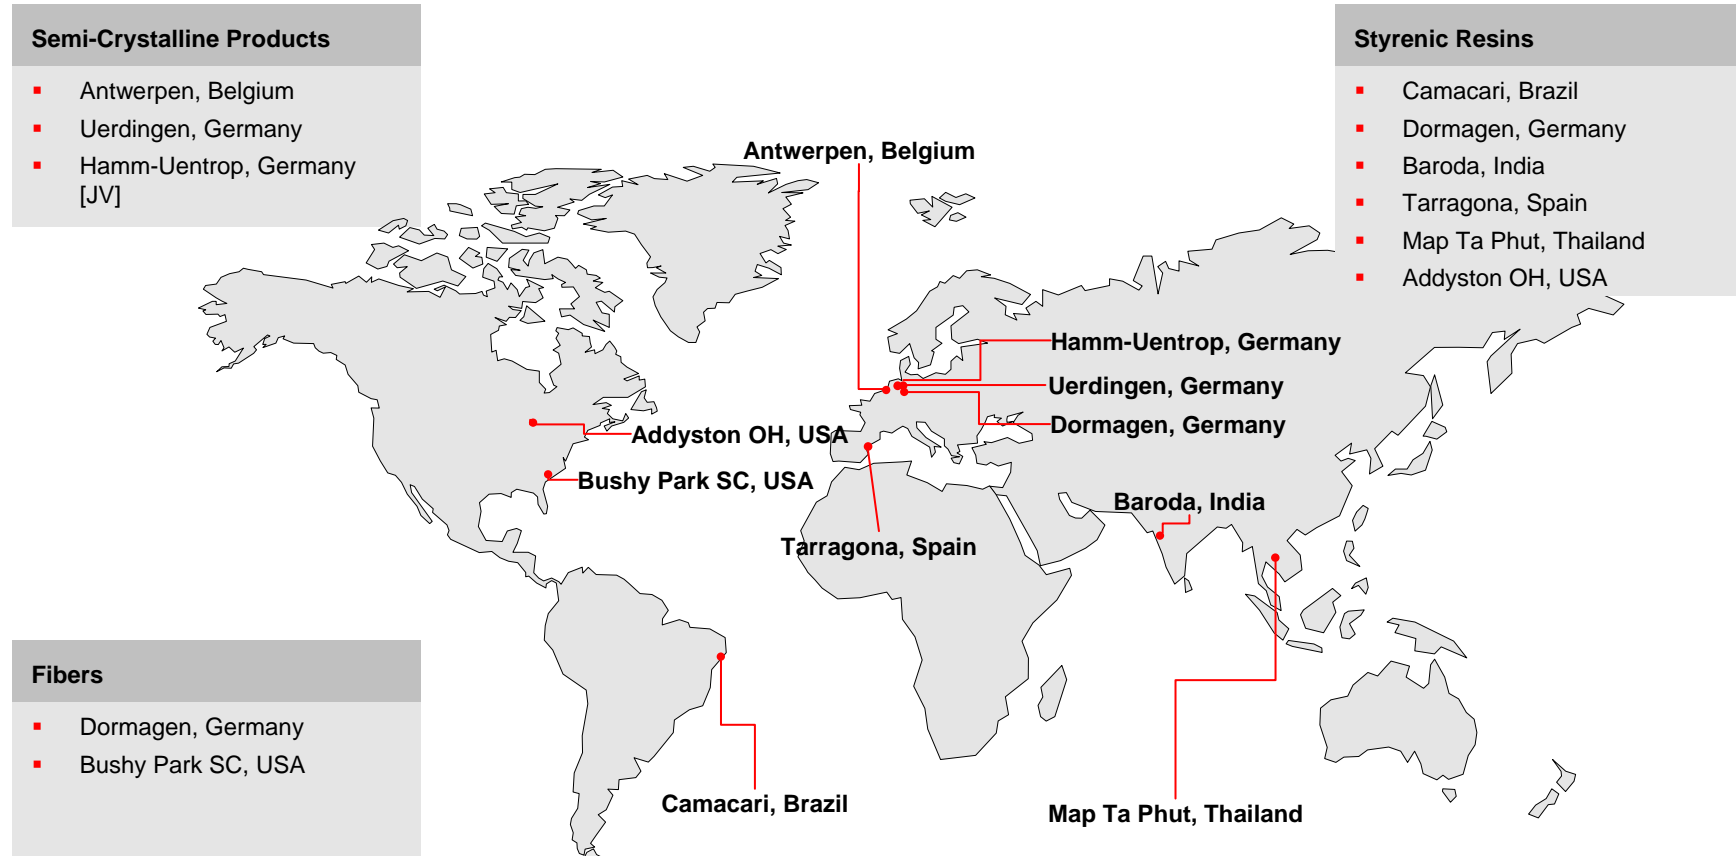 Semi-Crystalline Products
Antwerpen, Belgium
Uerdingen, Germany
Hamm-Uentrop, Germany
[JV]
Styrenic Resins
Camacari, Brazil
Dormagen, Germany
Baroda, India
Tarragona, Spain
Map Ta Phut, Thailand
Addyston OH, USA
Antwerpen, Belgium
Hamm-Uentrop, Germany
Uerdingen, Germany
Dormagen, Germany
Addyston OH, USA
Bushy Park SC, USA
Baroda, India
Tarragona, Spain
Fibers
Dormagen, Germany
Bushy Park SC, USA
Camacari, Brazil
Map Ta Phut, Thailand